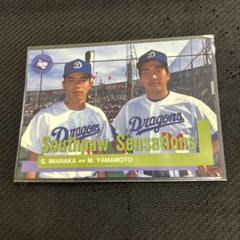 D
D
Dragons
Dragons
Southpaw Sensations
S. IMANAKA and M. YAMAMOTO